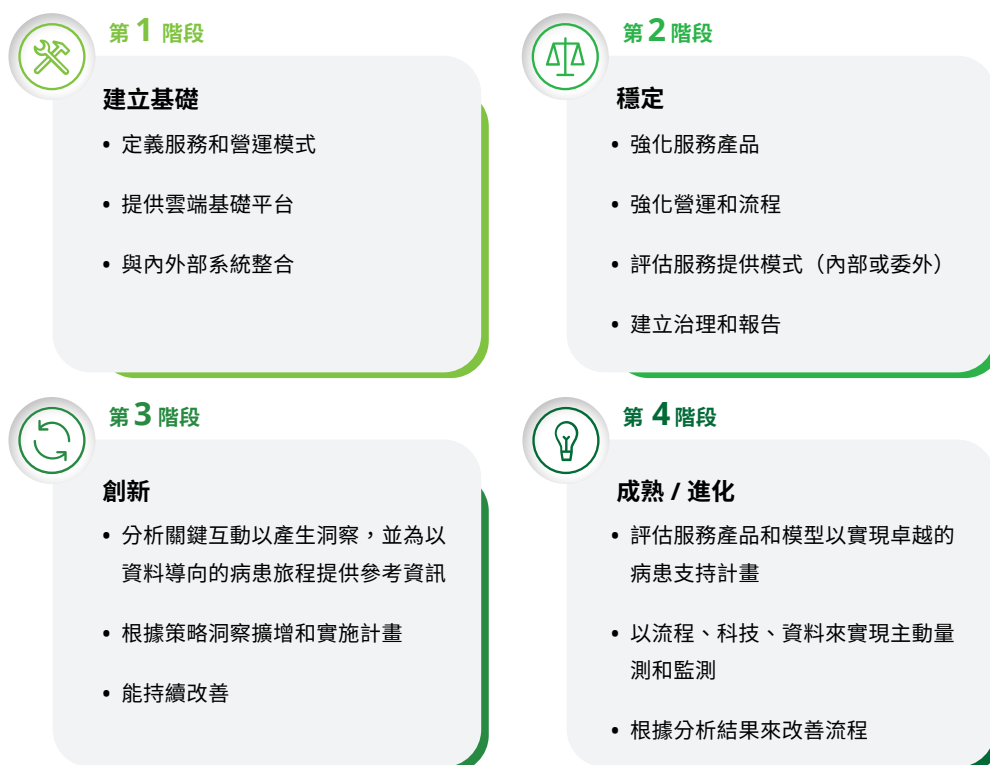 第 1 階段
建立基礎
• 定義服務和營運模式
• 提供雲端基礎平台
• 與內外部系統整合
第 2 階段
穩定
• 強化服務產品
• 強化營運和流程
• 評估服務提供模式（內部或委外）
• 建立治理和報告
第 3 階段
創新
• 分析關鍵互動以產生洞察，並為以
資料導向的病患旅程提供參考資訊
• 根據策略洞察擴增和實施計畫
• 能持續改善
第 4 階段
成熟 / 進化
• 評估服務產品和模型以實現卓越的
病患支持計畫
• 以流程、科技、資料來實現主動量
測和監測
• 根據分析結果來改善流程